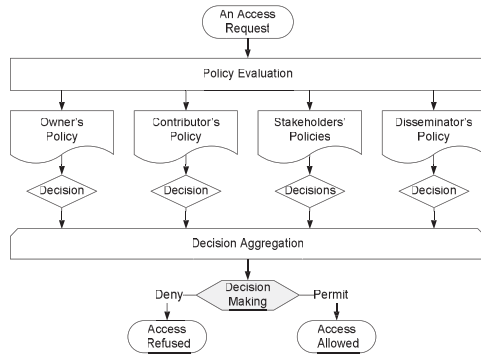 An Access
Request
Policy Evaluation
Owner's
Policy
Contributor's
Policy
Stakeholders'
Policies
Disseminator's
Policy
Decision
Decision
Decisions
Decision
Decision Aggregation
Deny
Decision
Making
Permit
Access
Refused
Access
Allowed